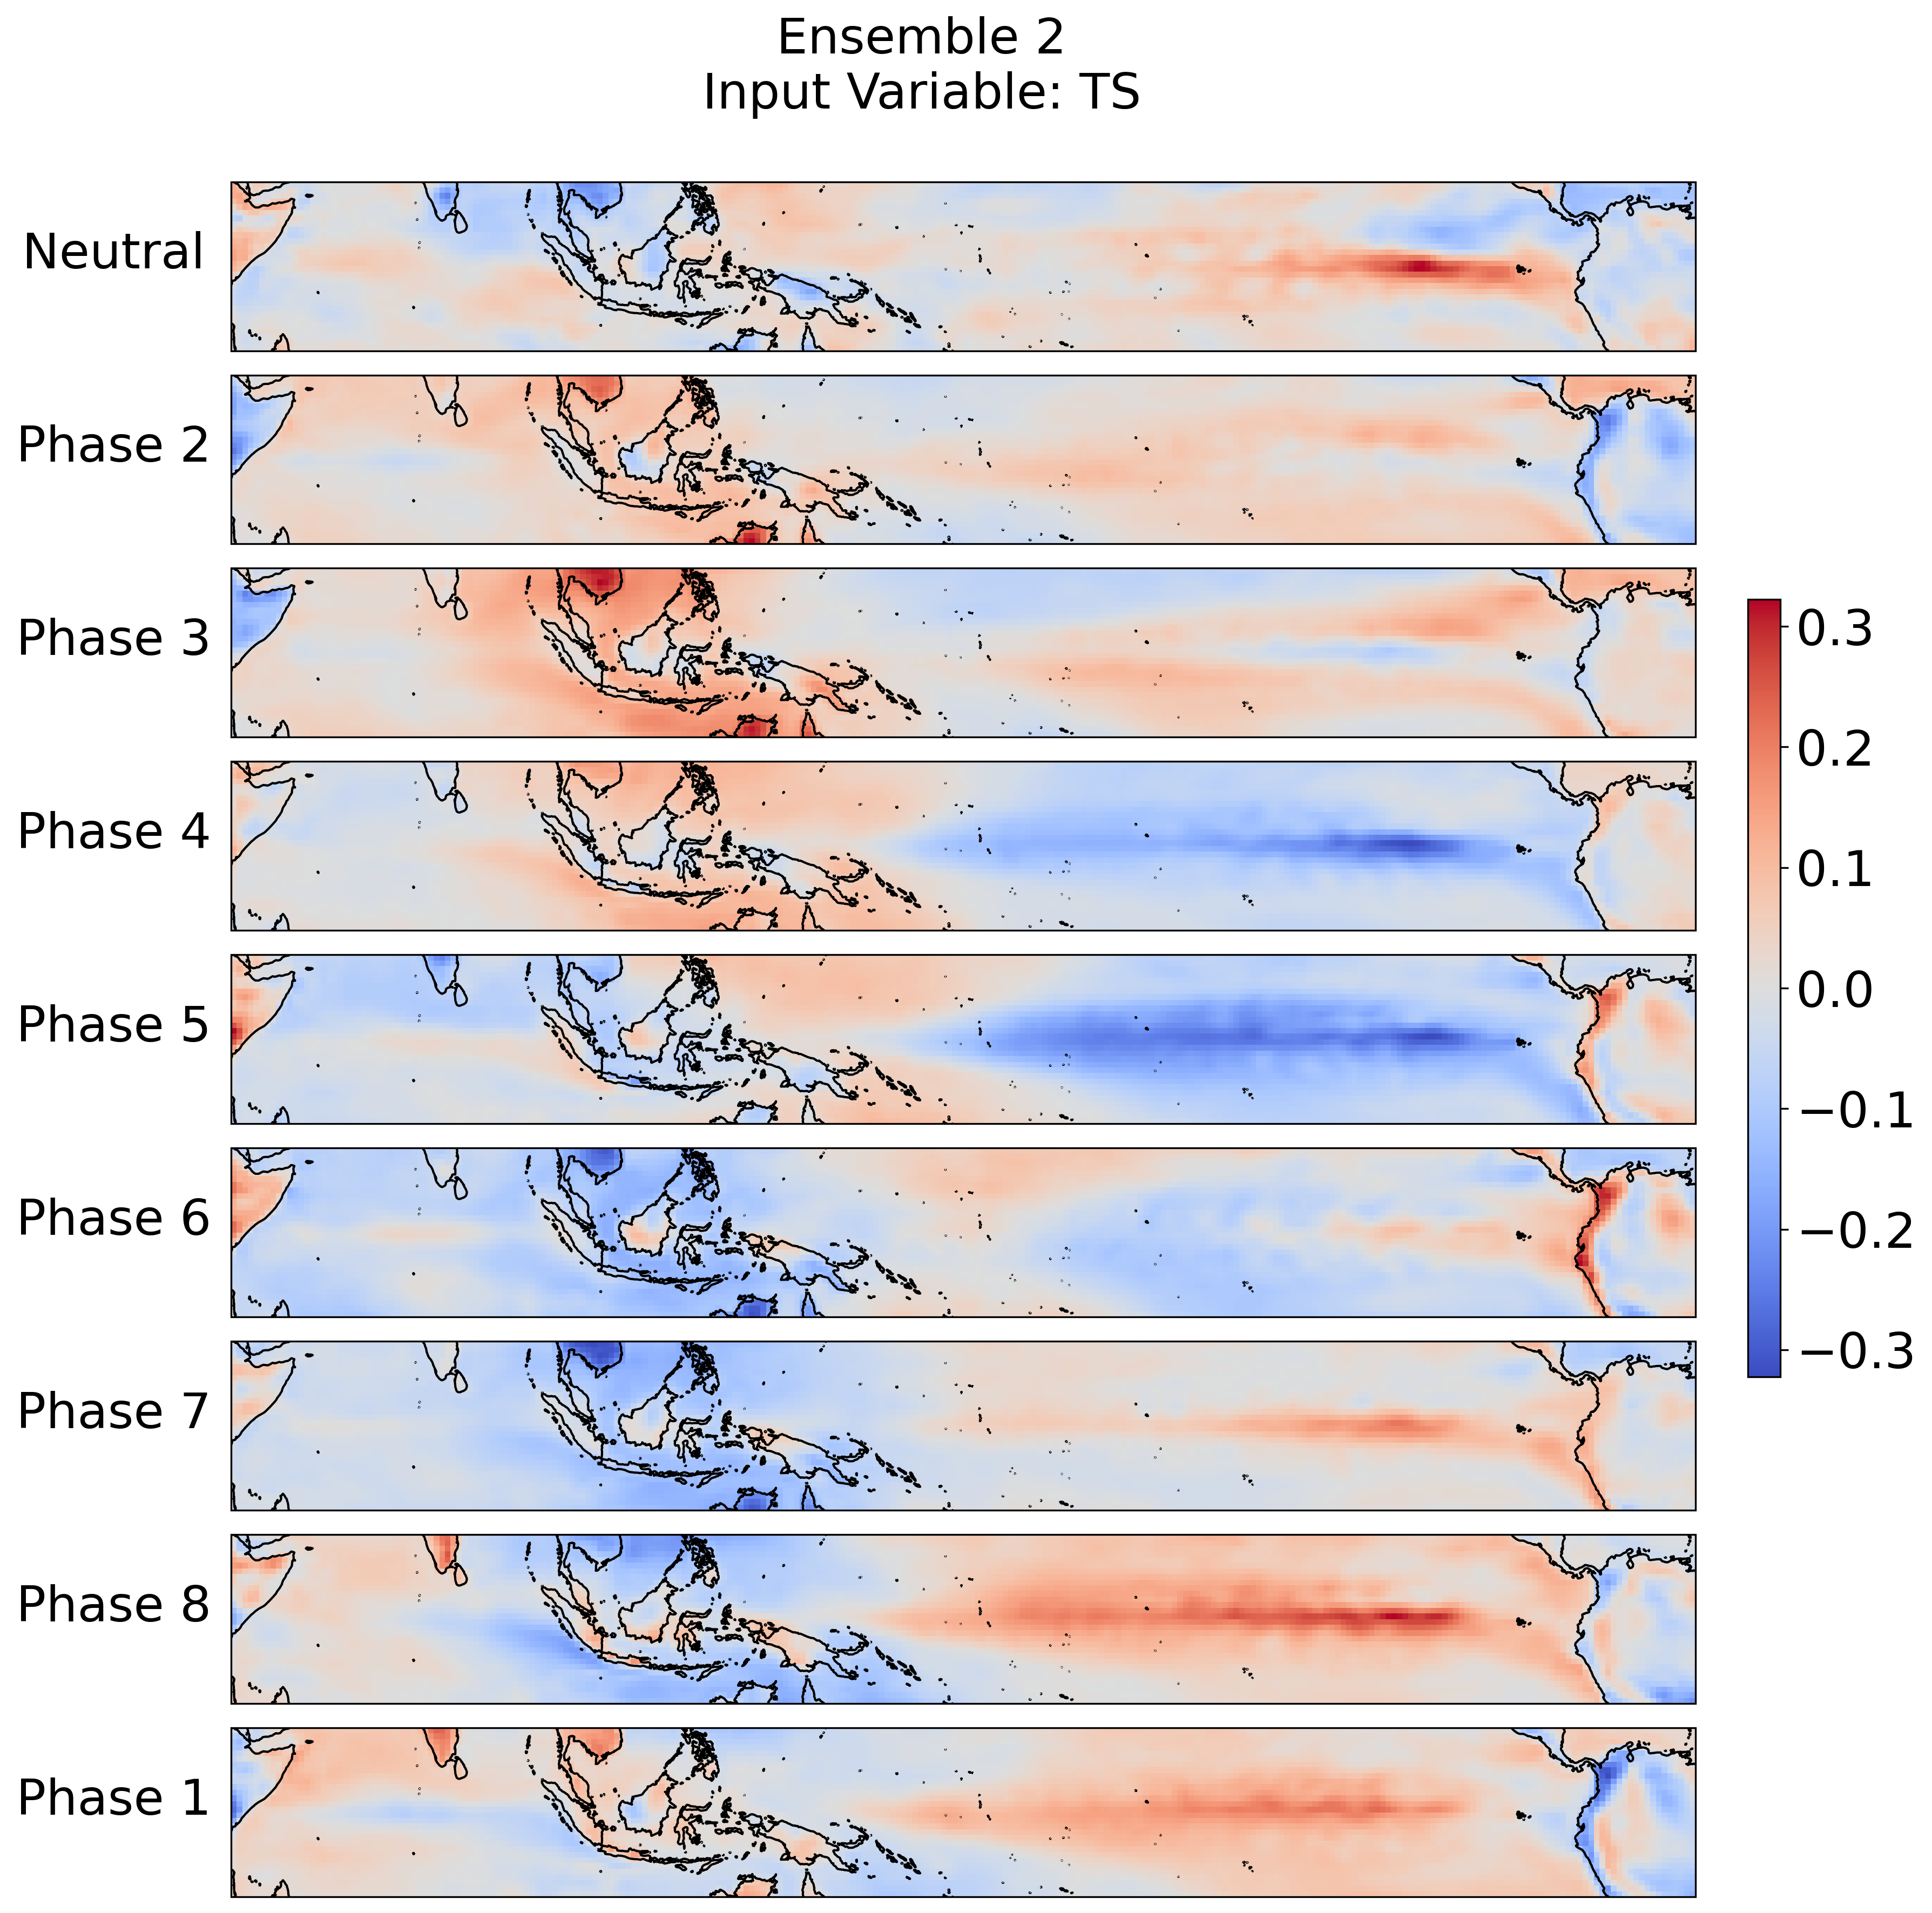 Ensemble 2
Input Variable: TS
Neutral
Phase 2
Phase 3
Phase 4
Phase 5
Phase 6
Phase 7
Phase 8
Phase 1
0.3
0.2
0.1
0.0
−0.1
−0.2
−0.3